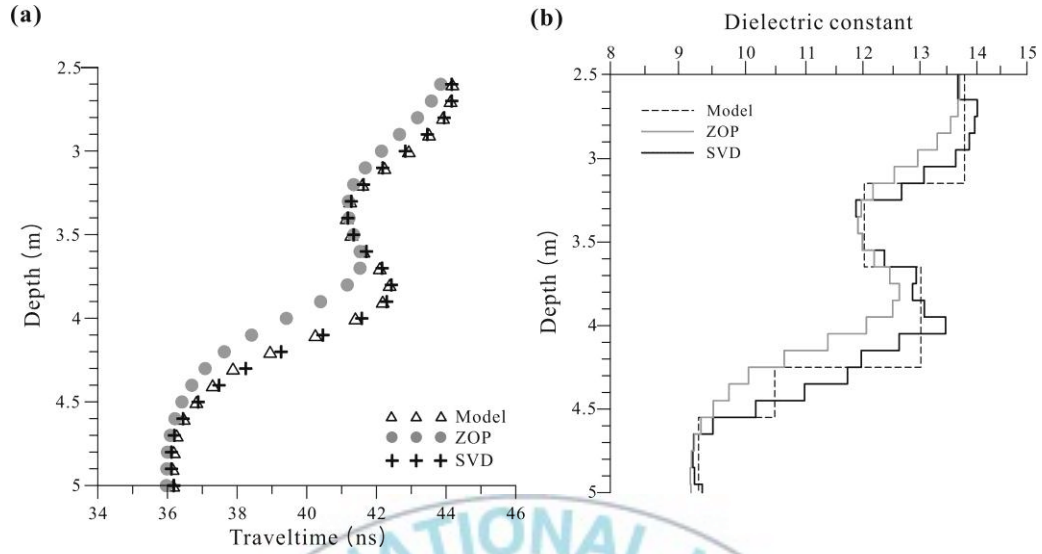 (a)
2.5
3
3.5
4
4.5
5
Depth (m)
34 36 38 40 42 44 46
Traveltime (ns)
Model
ZOP
SVD
(b)
Dielectric constant
8 9 10 11 12 13 14 15
2.5
3
3.5
4
4.5
5
Depth (m)
Model
ZOP
SVD
NATIONAL